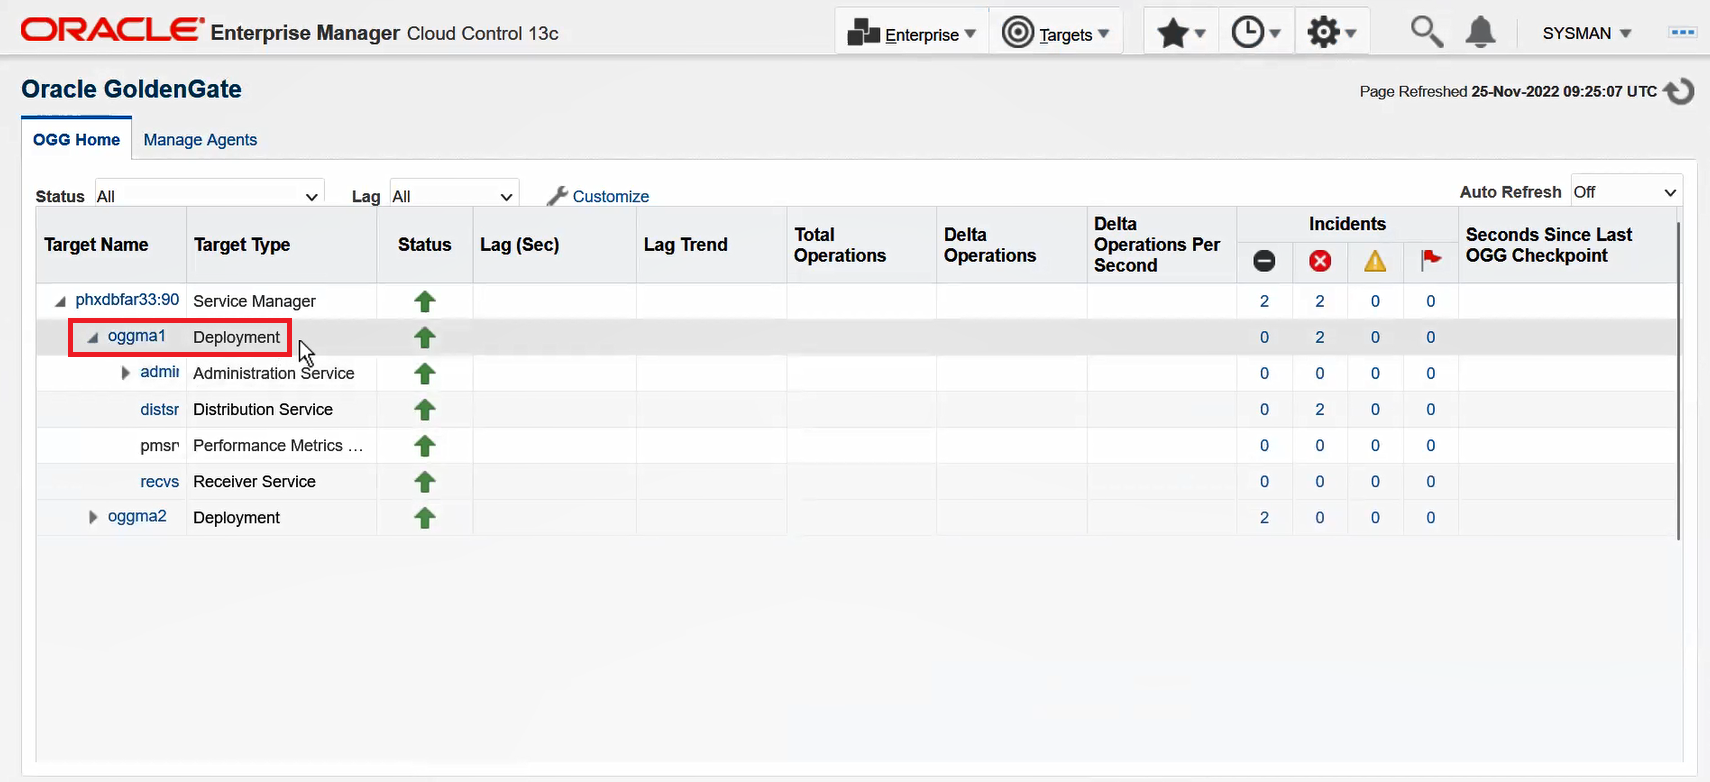 ORACLE Enterprise Manager Cloud Control 13c
Enterprise
Targets
SYSMAN
Oracle GoldenGate
Page Refreshed 25-Nov-2022 09:25:07 UTC
OGG Home
Manage Agents
Status All
Lag All
Customize
Auto Refresh Off
Target Name
Target Type
Status
Lag (Sec)
Lag Trend
Total
Operations
Delta
Operations
Delta
Operations Per
Second
Incidents
Seconds Since Last
OGG Checkpoint
phxdbfar33:90 Service Manager 2 2 0 0
oggma1 Deployment 0 2 0 0
admin Administration Service 0 0 0 0
distsr Distribution Service 0 2 0 0
pmsr Performance Metrics ... 0 0 0 0
recvs Receiver Service 0 0 0 0
oggma2 Deployment 2 0 0 0